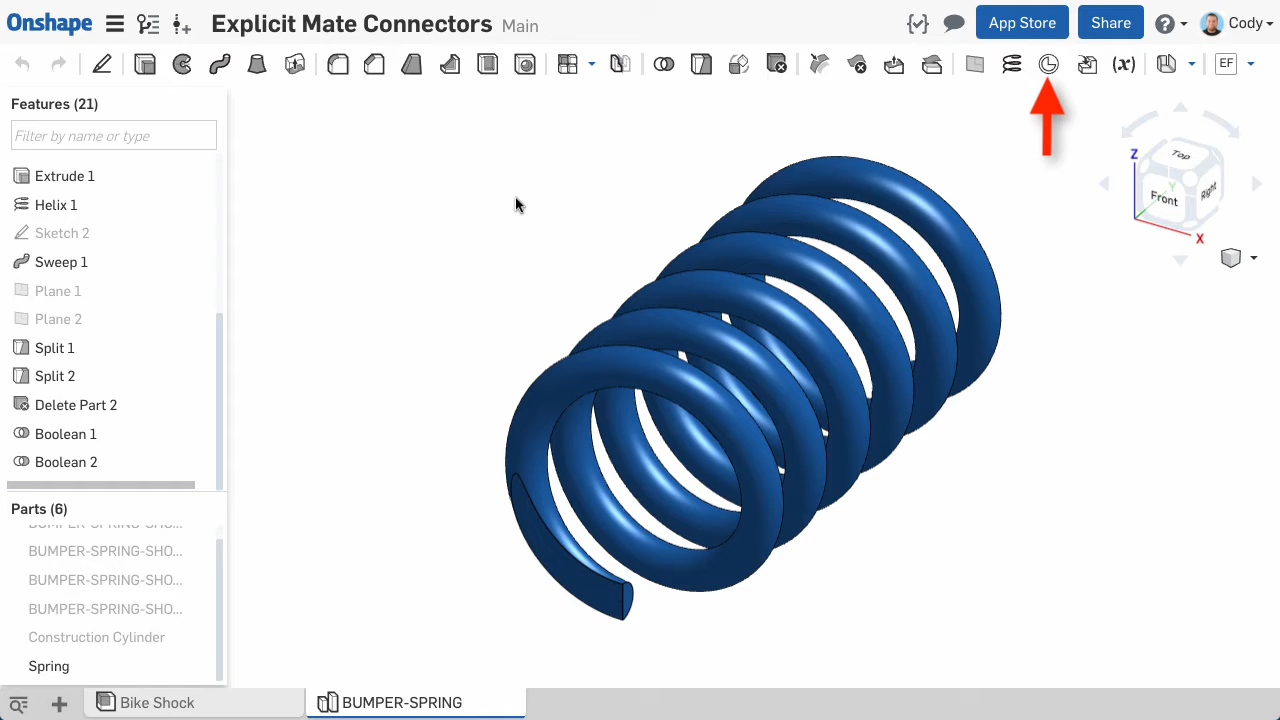 Onshape Explicit Mate Connectors Main App Store Share Cody
(x) EF
Features (21)
Filter by name or type
Extrude 1
Helix 1
Sketch 2
Sweep 1
Plane 1
Plane 2
Split 1
Split 2
Delete Part 2
Boolean 1
Boolean 2
Parts (6)
BUMPER-SPRING-SHO...
BUMPER-SPRING-SHO...
BUMPER-SPRING-SHO...
BUMPER-SPRING-SHO...
Construction Cylinder
Spring
Top
Z
Y
Front
Right
X
Bike Shock
BUMPER-SPRING